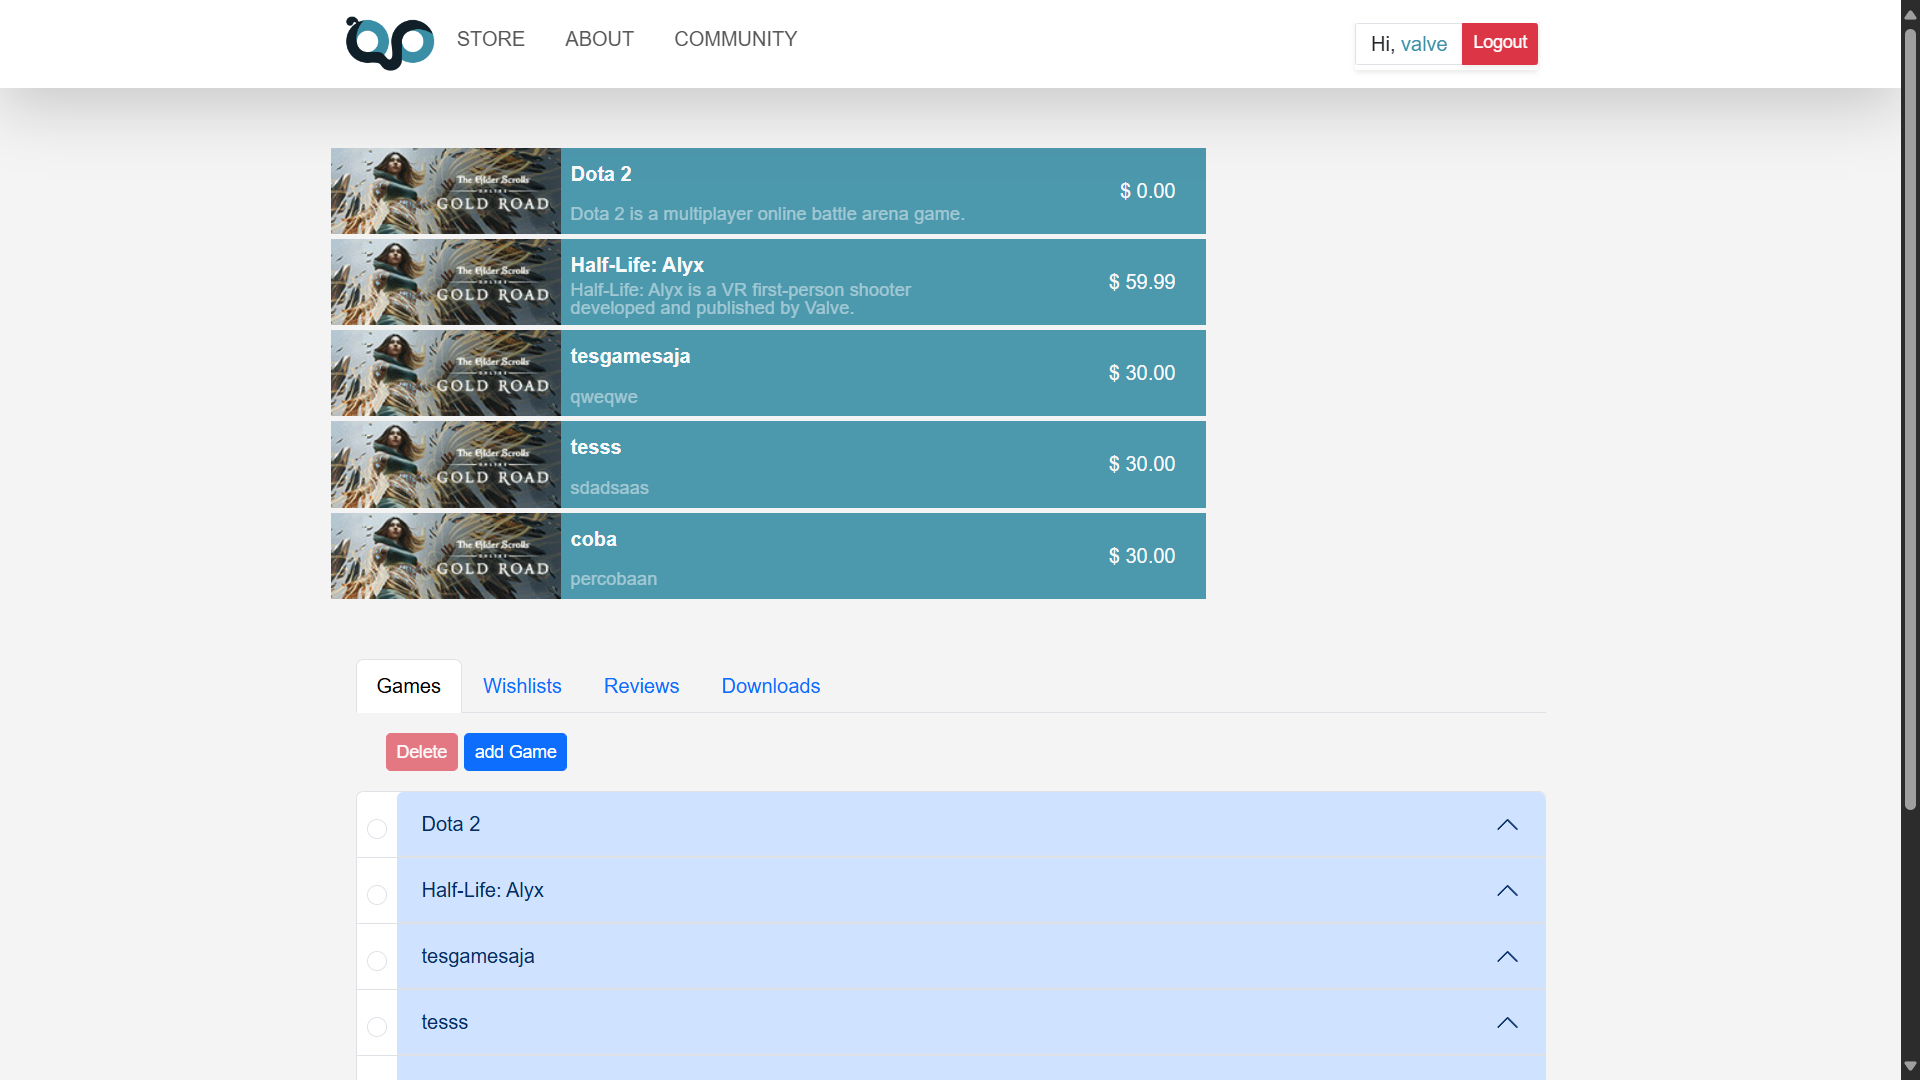 STORE ABOUT COMMUNITY
Hi, valve Logout
The Elder Scrolls
ONLINE
GOLD ROAD
Dota 2
Dota 2 is a multiplayer online battle arena game.
$ 0.00
The Elder Scrolls
ONLINE
GOLD ROAD
Half-Life: Alyx
Half-Life: Alyx is a VR first-person shooter
developed and published by Valve.
$ 59.99
The Elder Scrolls
ONLINE
GOLD ROAD
tesgamesaja
qweqwe
$ 30.00
The Elder Scrolls
ONLINE
GOLD ROAD
tesss
sdadsaas
$ 30.00
The Elder Scrolls
ONLINE
GOLD ROAD
coba
percobaan
$ 30.00
Games Wishlists Reviews Downloads
Delete add Game
Dota 2
Half-Life: Alyx
tesgamesaja
tesss